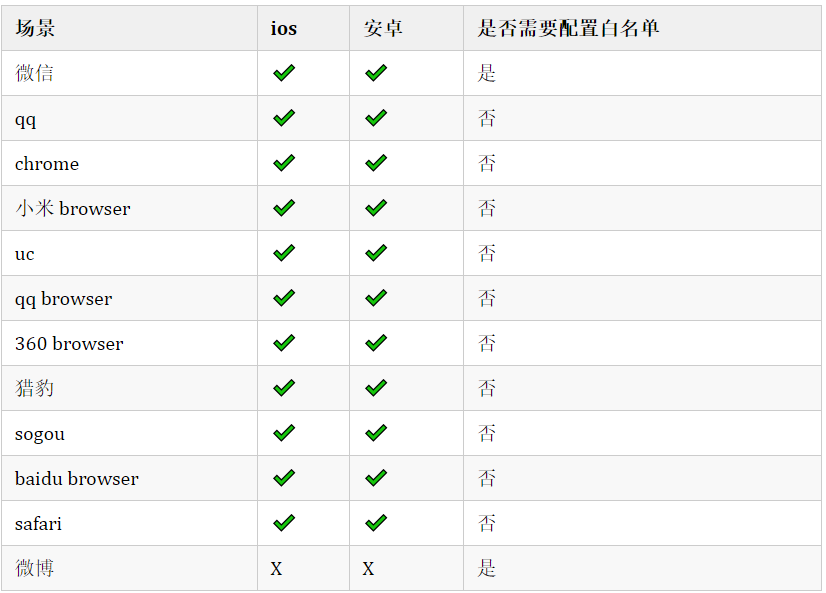 场景 ios 安卓 是否需要配置白名单
微信 ✔ ✔ 是
qq ✔ ✔ 否
chrome ✔ ✔ 否
小米 browser ✔ ✔ 否
uc ✔ ✔ 否
qq browser ✔ ✔ 否
360 browser ✔ ✔ 否
猎豹 ✔ ✔ 否
sogou ✔ ✔ 否
baidu browser ✔ ✔ 否
safari ✔ ✔ 否
微博 X X 是